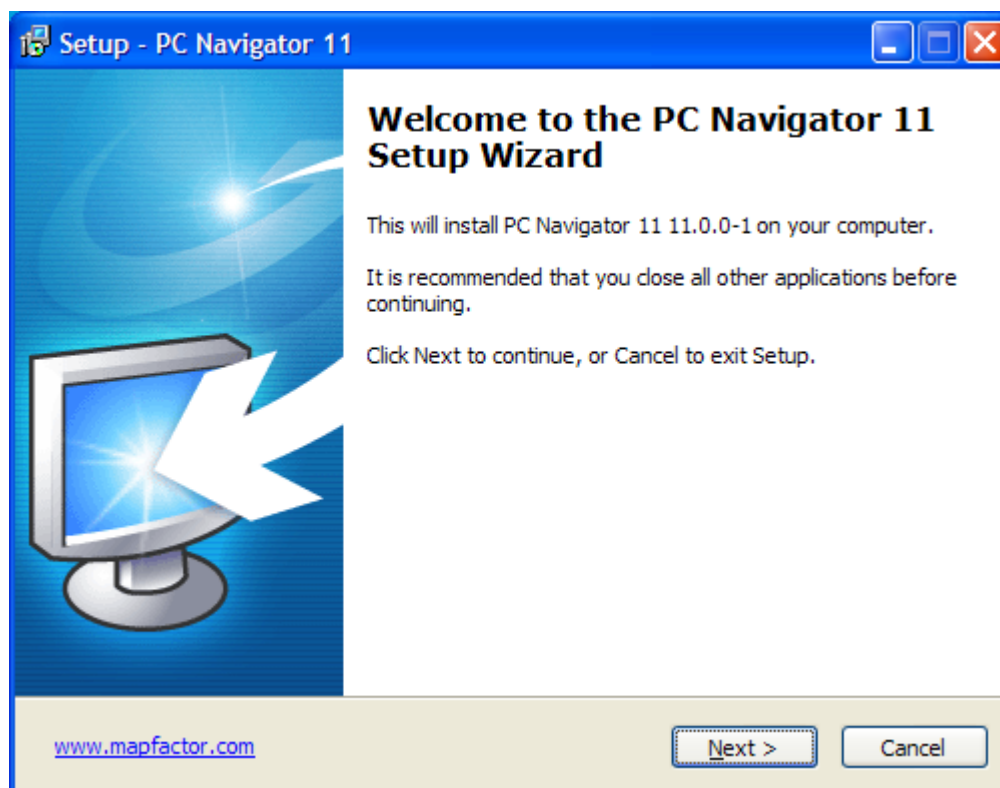 Setup - PC Navigator 11
Welcome to the PC Navigator 11
Setup Wizard
This will install PC Navigator 11 11.0.0-1 on your computer.
It is recommended that you close all other applications before
continuing.
Click Next to continue, or Cancel to exit Setup.
www.mapfactor.com
Next >
Cancel